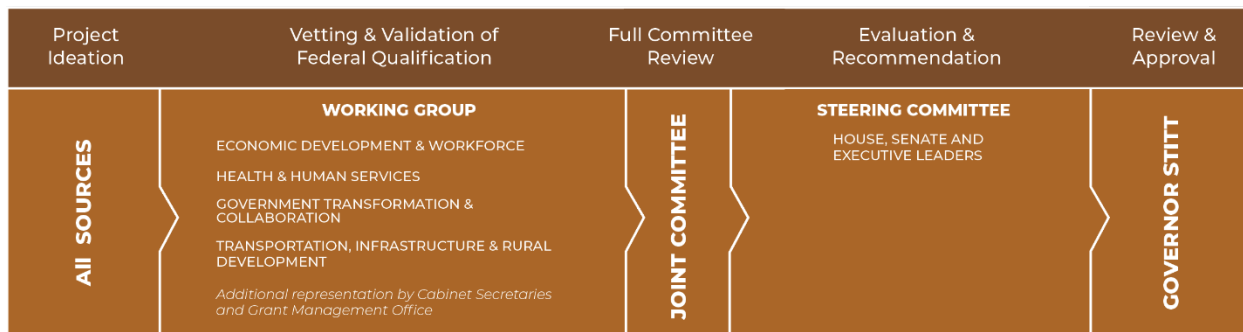 Project
Ideation
Vetting & Validation of
Federal Qualification
Full Committee
Review
Evaluation &
Recommendation
Review &
Approval
All SOURCES
WORKING GROUP
ECONOMIC DEVELOPMENT & WORKFORCE
HEALTH & HUMAN SERVICES
GOVERNMENT TRANSFORMATION &
COLLABORATION
TRANSPORTATION, INFRASTRUCTURE & RURAL
DEVELOPMENT
Additional representation by Cabinet Secretaries
and Grant Management Office
JOINT COMMITTEE
STEERING COMMITTEE
HOUSE, SENATE AND
EXECUTIVE LEADERS
GOVERNOR STITT